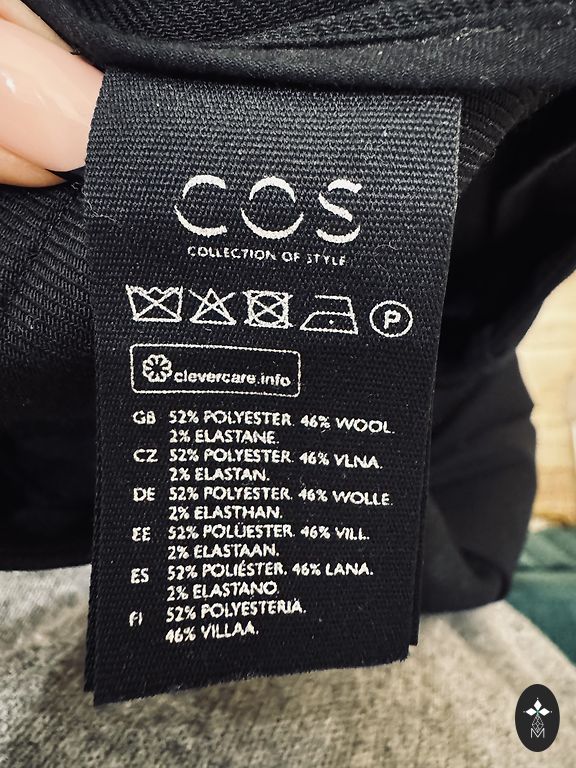 COS
COLLECTION OF STYLE
P
clevercare.info
GB 52% POLYESTER. 46% WOOL.
2% ELASTANE.
CZ 52% POLYESTER. 46% VLNA.
2% ELASTAN.
DE 52% POLYESTER. 46% WOLLE.
2% ELASTHAN.
EE 52% POLÜESTER. 46% VILL.
2% ELASTAAN.
ES 52% POLIÉSTER. 46% LANA.
2% ELASTANO.
FI 52% POLYESTERIA.
46% VILLAA.
M